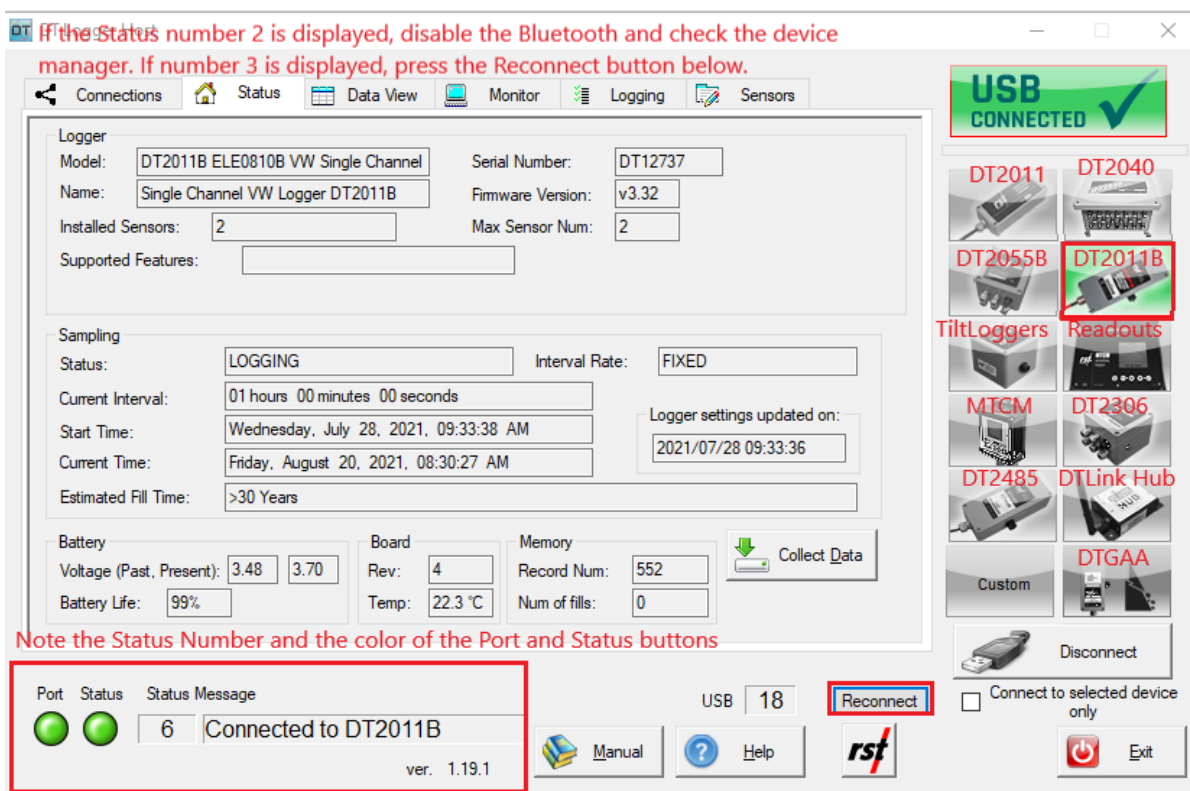 DT DT Logger Host
If the Status number 2 is displayed, disable the Bluetooth and check the device
manager. If number 3 is displayed, press the Reconnect button below.
Connections Status Data View Monitor Logging Sensors
USB
CONNECTED
Logger
Model: DT2011B ELE0810B VW Single Channel Serial Number: DT12737
Name: Single Channel VW Logger DT2011B Firmware Version: v3.32
Installed Sensors: 2 Max Sensor Num: 2
Supported Features:
Sampling
Status: LOGGING Interval Rate: FIXED
Current Interval: 01 hours 00 minutes 00 seconds
Start Time: Wednesday, July 28, 2021, 09:33:38 AM
Current Time: Friday, August 20, 2021, 08:30:27 AM
Estimated Fill Time: >30 Years
Logger settings updated on:
2021/07/28 09:33:36
Battery
Voltage (Past, Present): 3.48 3.70
Battery Life: 99%
Board
Rev: 4
Temp: 22.3 °C
Memory
Record Num: 552
Num of fills: 0
Collect Data
DT2011 DT2040
DT2055B DT2011B
TiltLoggers Readouts
MTCM DT2306
DT2485 DTLink Hub
Custom DTGAA
Disconnect
Connect to selected device
only
Note the Status Number and the color of the Port and Status buttons
Port Status Status Message
6 Connected to DT2011B
ver. 1.19.1
USB 18 Reconnect
Manual Help rst Exit